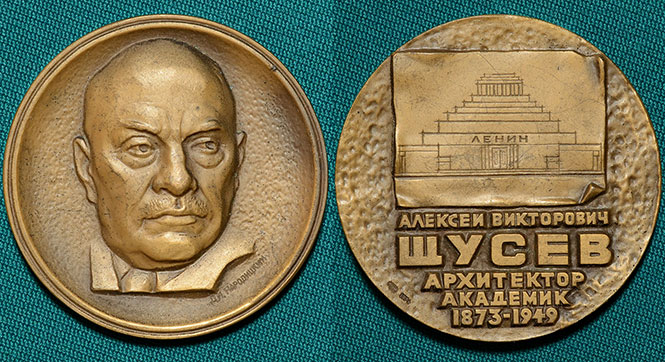 ЛЕНИН
АЛЕКСЕЙ ВИКТОРОВИЧ
ЩУСЕВ
АРХИТЕКТОР
АКАДЕМИК
1873-1949